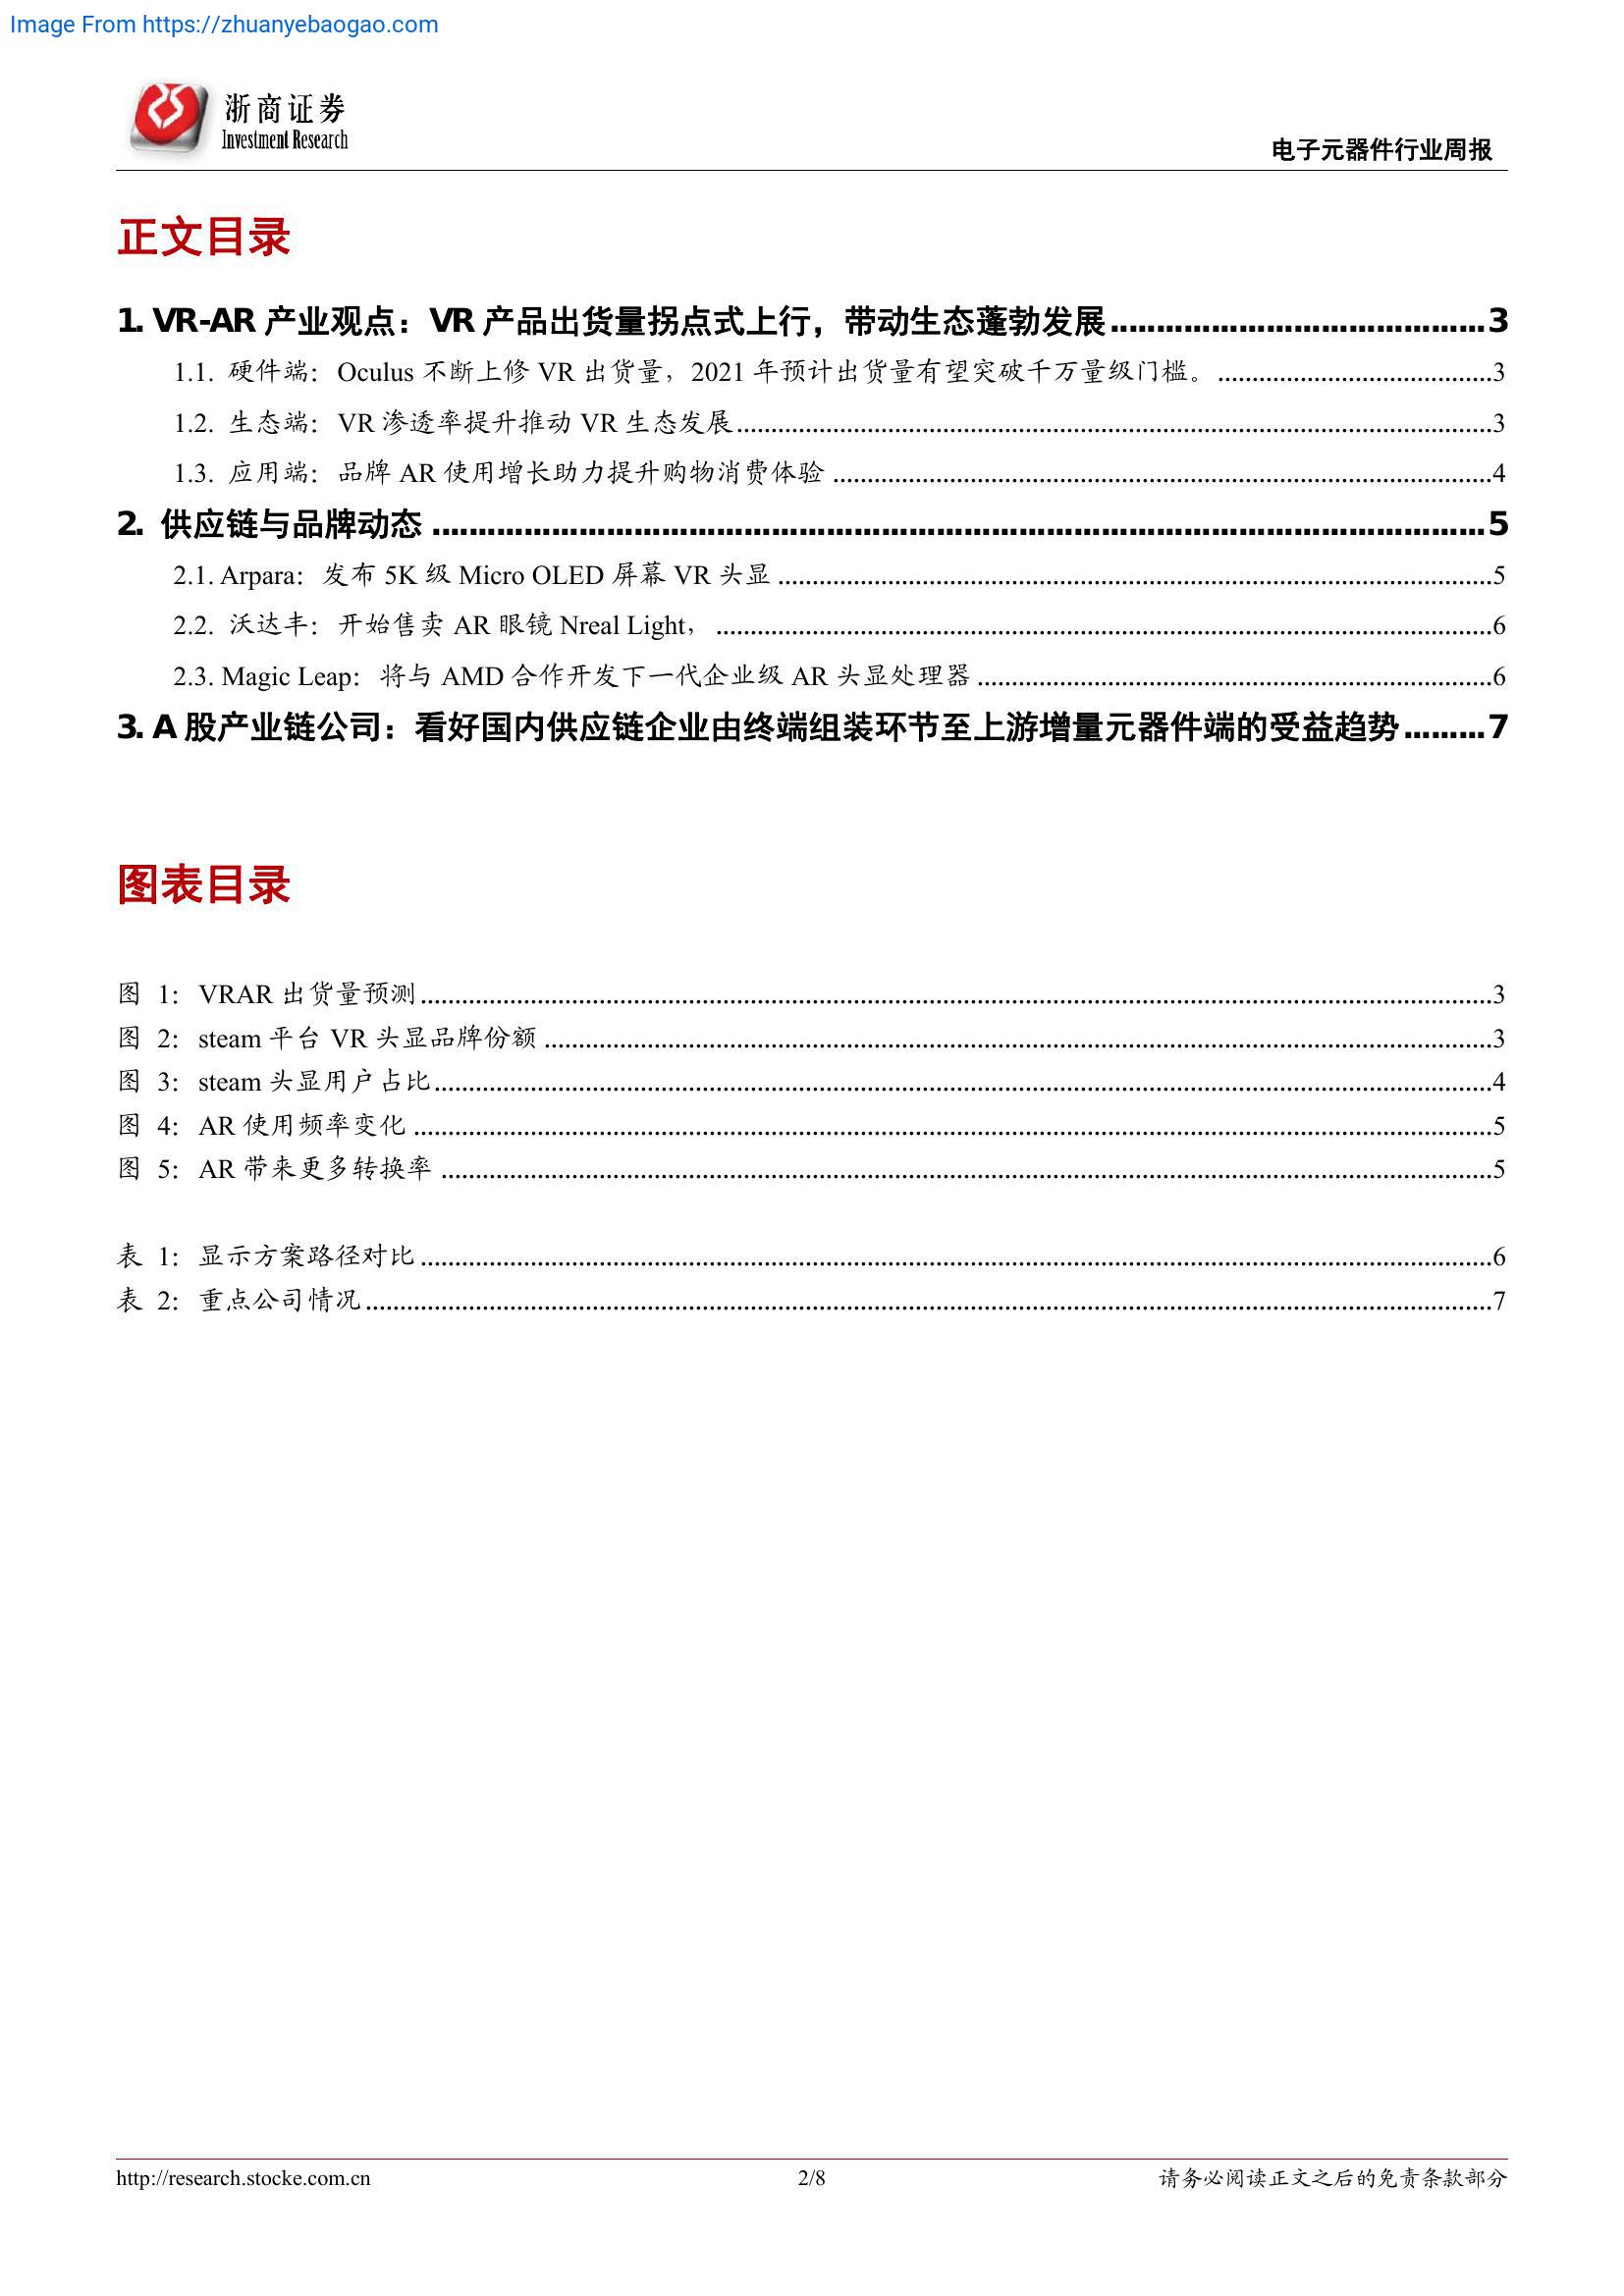 Image From https://zhuanyebaogao.com
浙商证券
Investment Research
电子元器件行业周报
正文目录
1. VR-AR 产业观点：VR 产品出货量拐点式上行，带动生态蓬勃发展.........................................3
1.1. 硬件端：Oculus 不断上修 VR 出货量，2021 年预计出货量有望突破千万量级门槛。........................................3
1.2. 生态端：VR 渗透率提升推动 VR 生态发展..............................................................................................................3
1.3. 应用端：品牌 AR 使用增长助力提升购物消费体验 ................................................................................................4
2. 供应链与品牌动态 ....................................................................................................................5
2.1. Arpara：发布 5K 级 Micro OLED 屏幕 VR 头显 ........................................................................................................5
2.2. 沃达丰：开始售卖 AR 眼镜 Nreal Light， .................................................................................................................6
2.3. Magic Leap：将与 AMD 合作开发下一代企业级 AR 头显处理器 ...........................................................................6
3. A 股产业链公司：看好国内供应链企业由终端组装环节至上游增量元器件端的受益趋势.........7
图表目录
图 1：VRAR 出货量预测............................................................................................................................................................3
图 2：steam 平台 VR 头显品牌份额 ..........................................................................................................................................3
图 3：steam 头显用户占比..........................................................................................................................................................4
图 4：AR 使用频率变化 .............................................................................................................................................................5
图 5：AR 带来更多转换率 .........................................................................................................................................................5
表 1：显示方案路径对比............................................................................................................................................................6
表 2：重点公司情况....................................................................................................................................................................7
http://research.stocke.com.cn
2/8
请务必阅读正文之后的免责条款部分